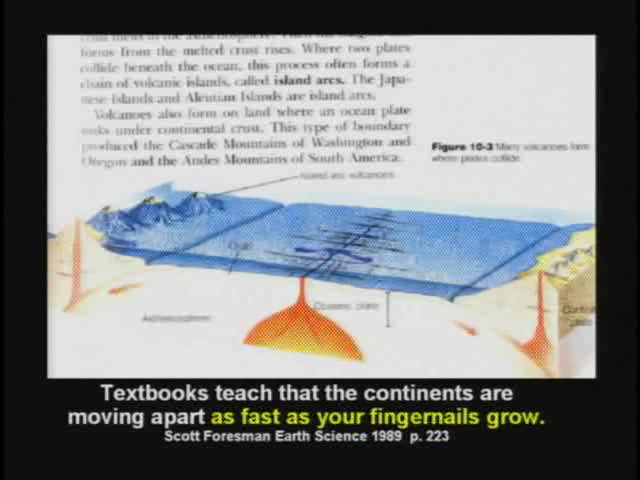 forms from the melted crust rises. Where two plates
collide beneath the ocean, this process often forms a
chain of volcanic islands, called island arcs. The Japa-
nese Islands and Aleutian Islands are island arcs.
Volcanoes also form on land where an ocean plate
sinks under continental crust. This type of boundary
produced the Cascade Mountains of Washington and
Oregon and the Andes Mountains of South America.
Figure 10-3 Many volcanoes form
where plates collide.
Island arc volcanoes
Crust
Oceanic plate
Asthenosphere
plate
Textbooks teach that the continents are
moving apart as fast as your fingernails grow.
Scott Foresman Earth Science 1989 p. 223